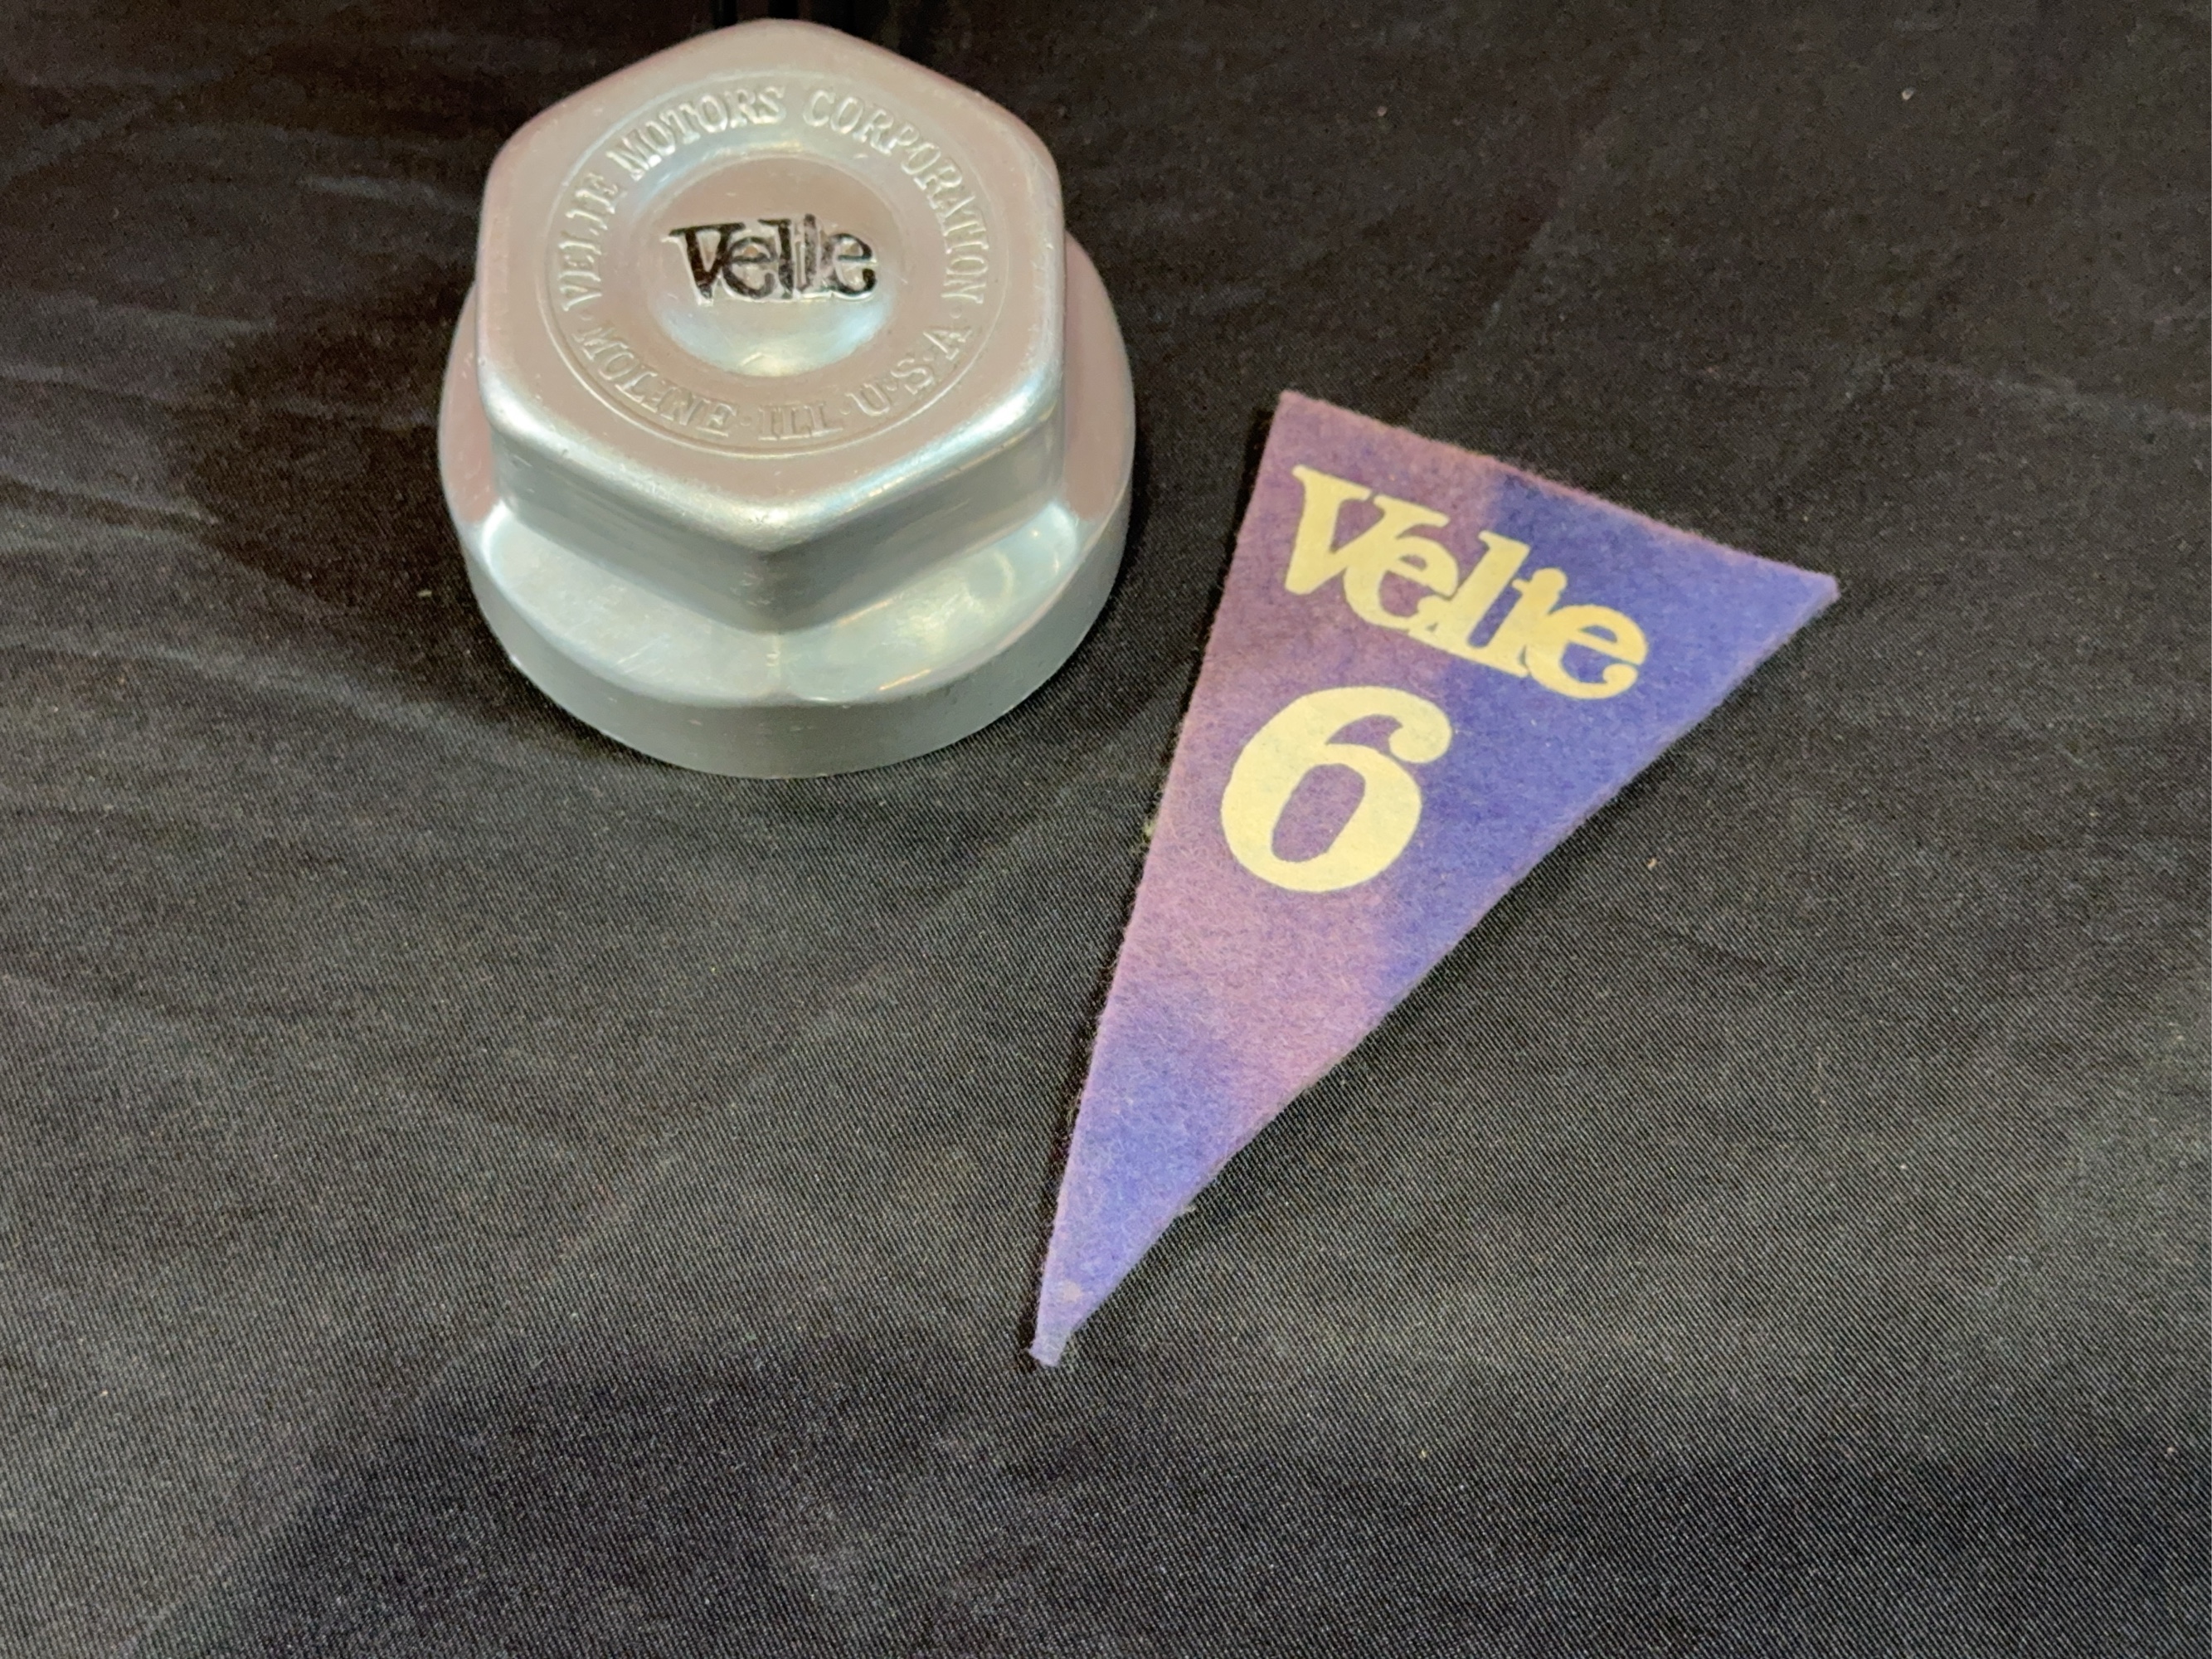 VELIE MOTORS CORPORATION
Velie
· MOLINE · ILL · U·S·A ·
Velie
6